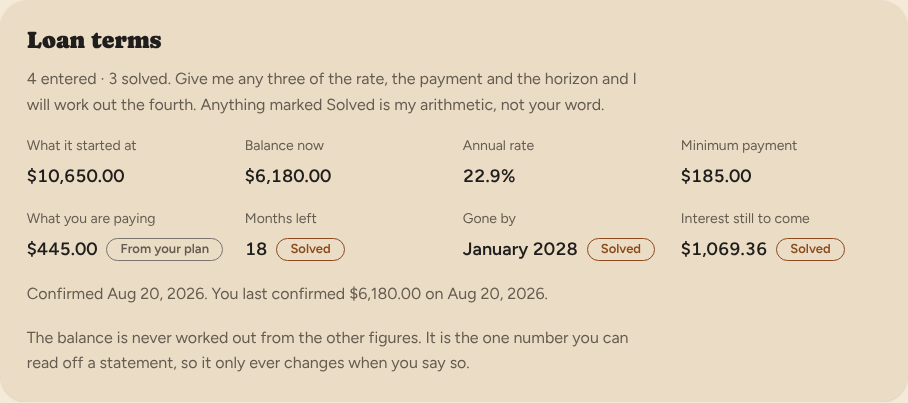 Loan terms
4 entered · 3 solved. Give me any three of the rate, the payment and the horizon and I
will work out the fourth. Anything marked Solved is my arithmetic, not your word.
What it started at
$10,650.00
Balance now
$6,180.00
Annual rate
22.9%
Minimum payment
$185.00
What you are paying
$445.00 From your plan
Months left
18 Solved
Gone by
January 2028 Solved
Interest still to come
$1,069.36 Solved
Confirmed Aug 20, 2026. You last confirmed $6,180.00 on Aug 20, 2026.
The balance is never worked out from the other figures. It is the one number you can
read off a statement, so it only ever changes when you say so.